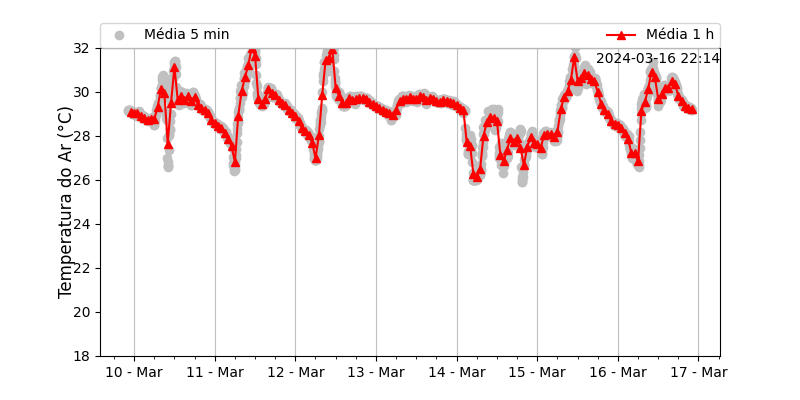 Média 5 min
Média 1 h
2024-03-16 22:14
Temperatura do Ar (°C)
32
30
28
26
24
22
20
18
10 - Mar
11 - Mar
12 - Mar
13 - Mar
14 - Mar
15 - Mar
16 - Mar
17 - Mar